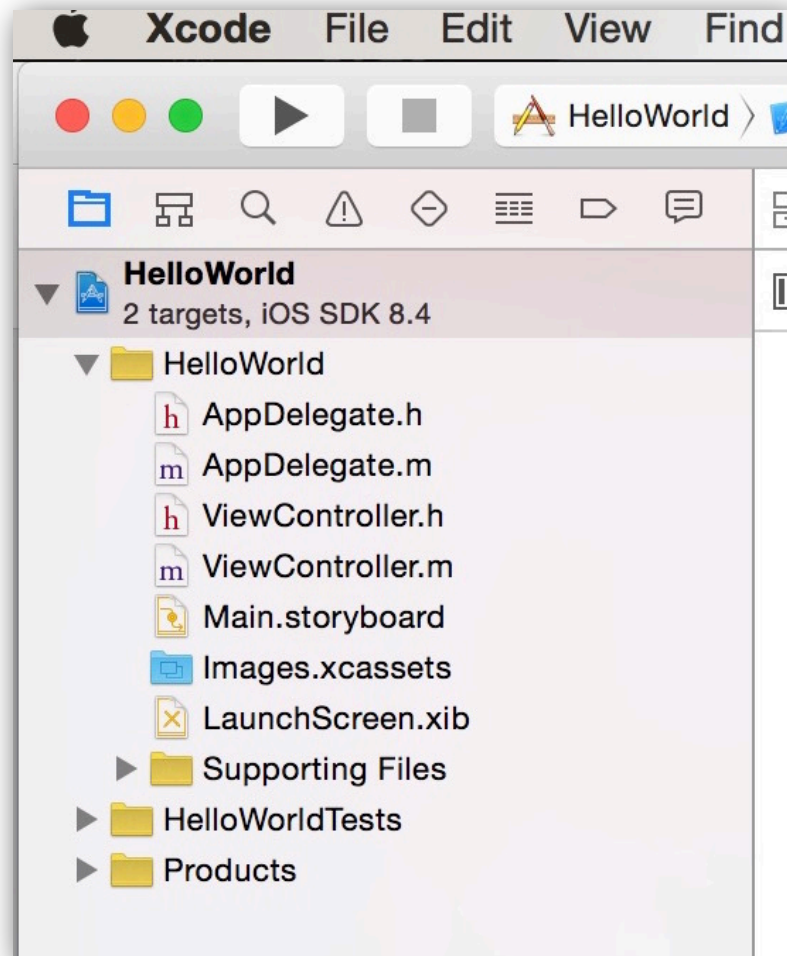 Xcode File Edit View Find
HelloWorld
HelloWorld
2 targets, iOS SDK 8.4
HelloWorld
h AppDelegate.h
m AppDelegate.m
h ViewController.h
m ViewController.m
Main.storyboard
Images.xcassets
LaunchScreen.xib
Supporting Files
HelloWorldTests
Products